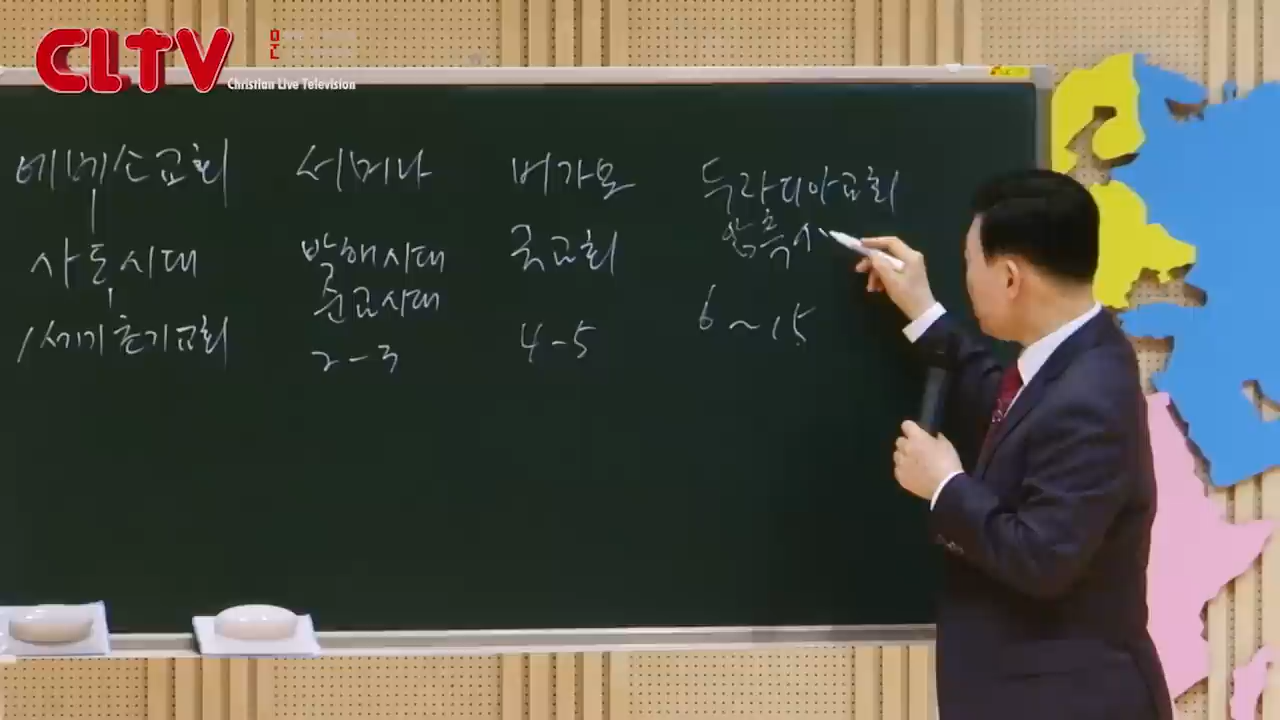 CLTV
Christian Live Television
에베소교회
사도시대
1세기초기교회
서머나
박해시대
순교시대
2-3
버가모
국교회
4-5
두라디아교회
암흑시
6~15